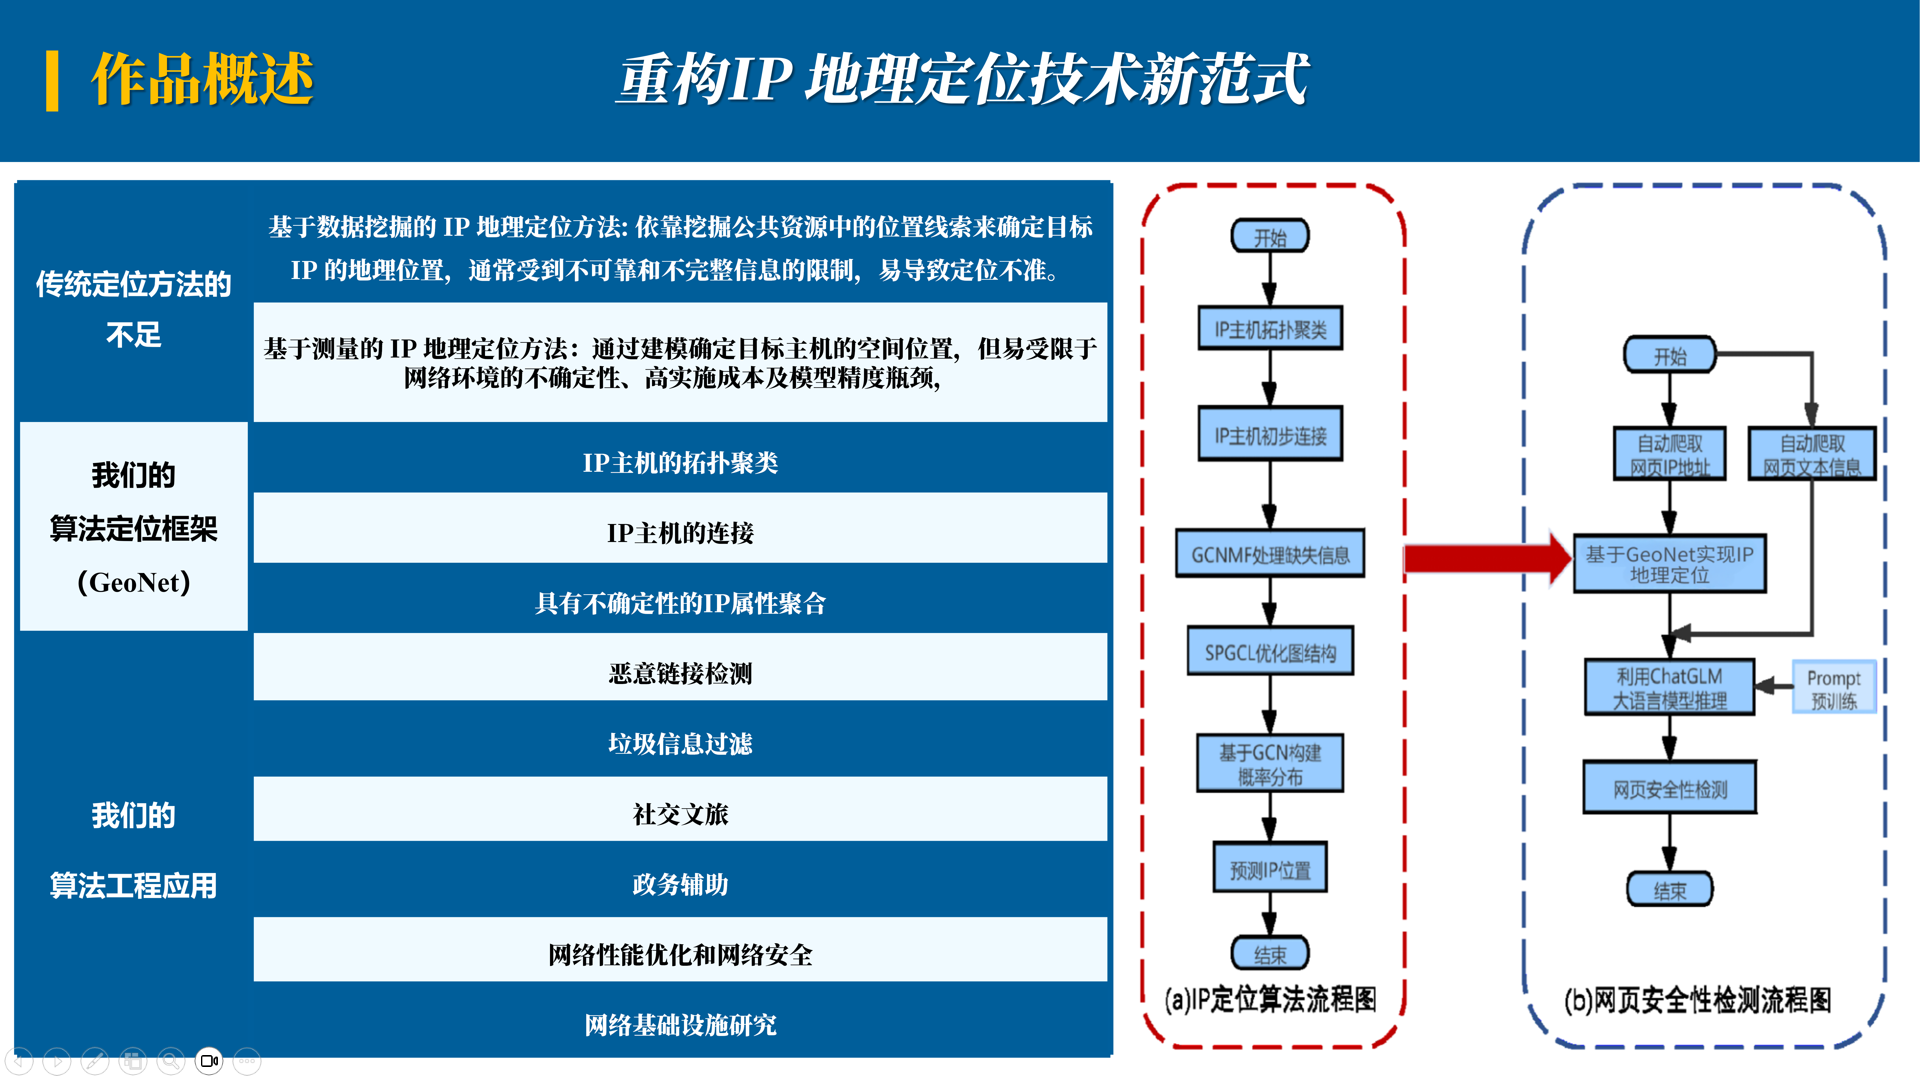 作品概述
重构IP 地理定位技术新范式
传统定位方法的
不足
基于数据挖掘的 IP 地理定位方法: 依靠挖掘公共资源中的位置线索来确定目标
IP 的地理位置，通常受到不可靠和不完整信息的限制，易导致定位不准。
基于测量的 IP 地理定位方法：通过建模确定目标主机的空间位置，但易受限于
网络环境的不确定性、高实施成本及模型精度瓶颈，
我们的
算法定位框架
（GeoNet）
IP主机的拓扑聚类
IP主机的连接
具有不确定性的IP属性聚合
我们的
算法工程应用
恶意链接检测
垃圾信息过滤
社交文旅
政务辅助
网络性能优化和网络安全
网络基础设施研究
开始
IP主机拓扑聚类
IP主机初步连接
GCNMF处理缺失信息
SPGCL优化图结构
基于GCN构建
概率分布
预测IP位置
结束
(a)IP定位算法流程图
开始
自动爬取
网页IP地址
自动爬取
网页文本信息
基于GeoNet实现IP
地理定位
利用ChatGLM
大语言模型推理
Prompt
预训练
网页安全性检测
结束
(b)网页安全性检测流程图